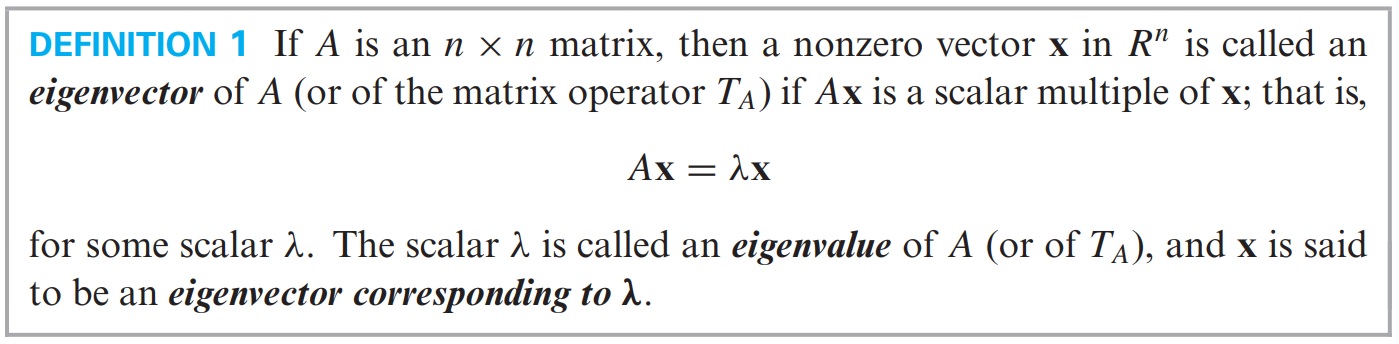 DEFINITION 1 If A is an n × n matrix, then a nonzero vector x in Rⁿ is called an
eigenvector of A (or of the matrix operator T_A) if Ax is a scalar multiple of x; that is,
Ax = λx
for some scalar λ. The scalar λ is called an eigenvalue of A (or of T_A), and x is said
to be an eigenvector corresponding to λ.